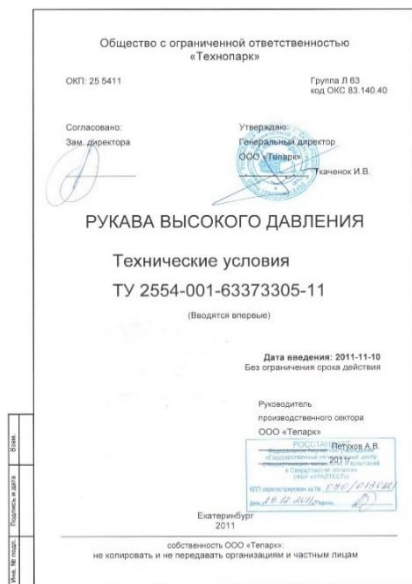 Общество с ограниченной ответственностью
«Технопарк»
ОКП: 25 5411
Группа Л 63
код ОКС 83.140.40
Согласовано:
Зам. директора
Утверждаю:
Генеральный директор
ООО «Тепарк»
Ткаченок И.В.
РУКАВА ВЫСОКОГО ДАВЛЕНИЯ
Технические условия
ТУ 2554-001-63373305-11
(Вводятся впервые)
Дата введения: 2011-11-10
Без ограничения срока действия
Руководитель
производственного сектора
ООО «Тепарк»
Петухов А.В.
2011г.
РОССТАНДАРТ
Екатеринбург
2011
собственность ООО «Тепарк»:
не копировать и не передавать организациям и частным лицам
Взам.
Подпись и дата
Инв. № подл.